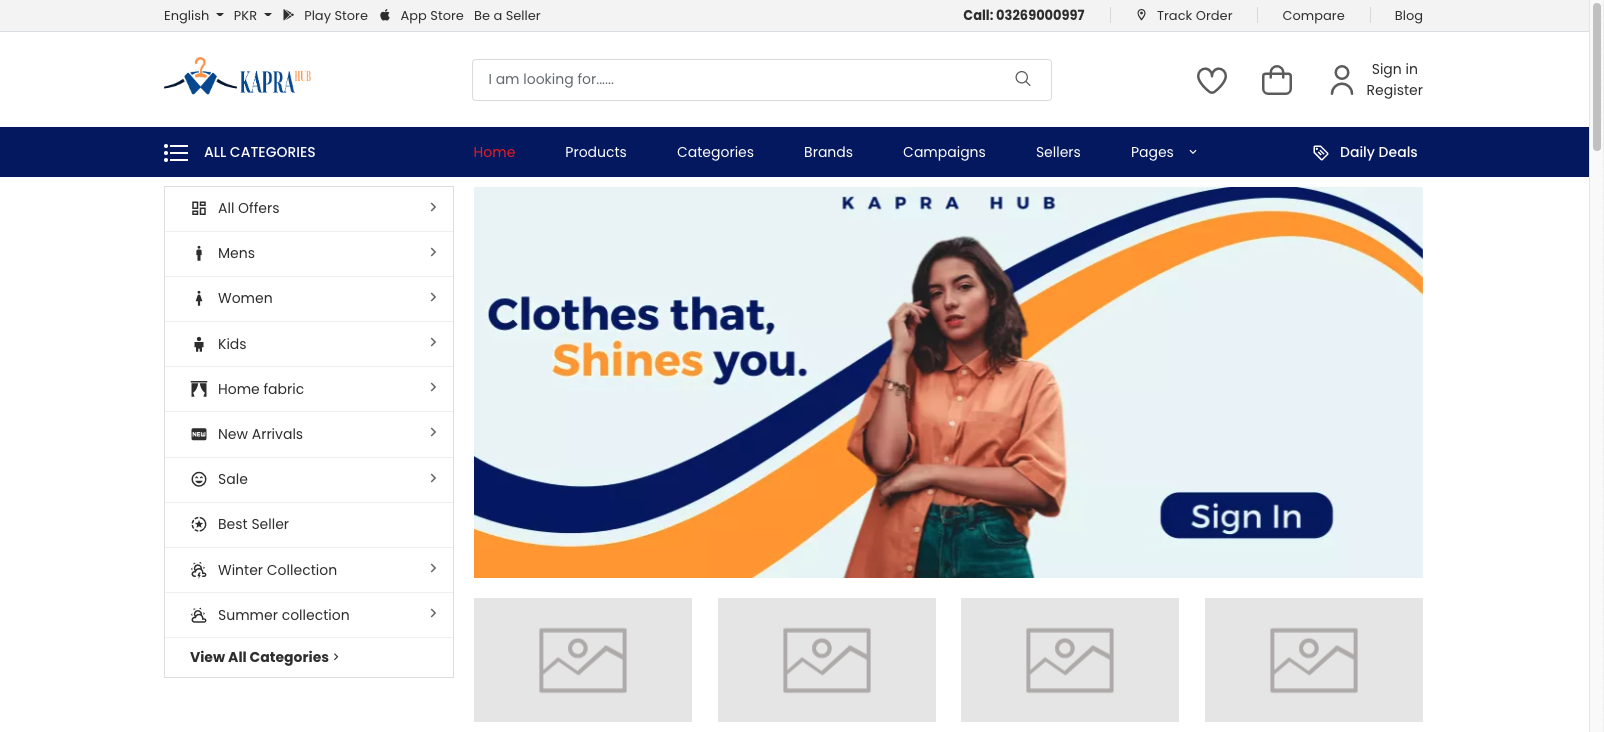 English PKR Play Store App Store Be a Seller
Call: 03269000997 Track Order Compare Blog
KAPRA HUB
I am looking for......
Sign in
Register
ALL CATEGORIES
Home Products Categories Brands Campaigns Sellers Pages
Daily Deals
All Offers
Mens
Women
Kids
Home fabric
NEW New Arrivals
Sale
Best Seller
Winter Collection
Summer collection
View All Categories >
KAPRA HUB
Clothes that,
Shines you.
Sign In